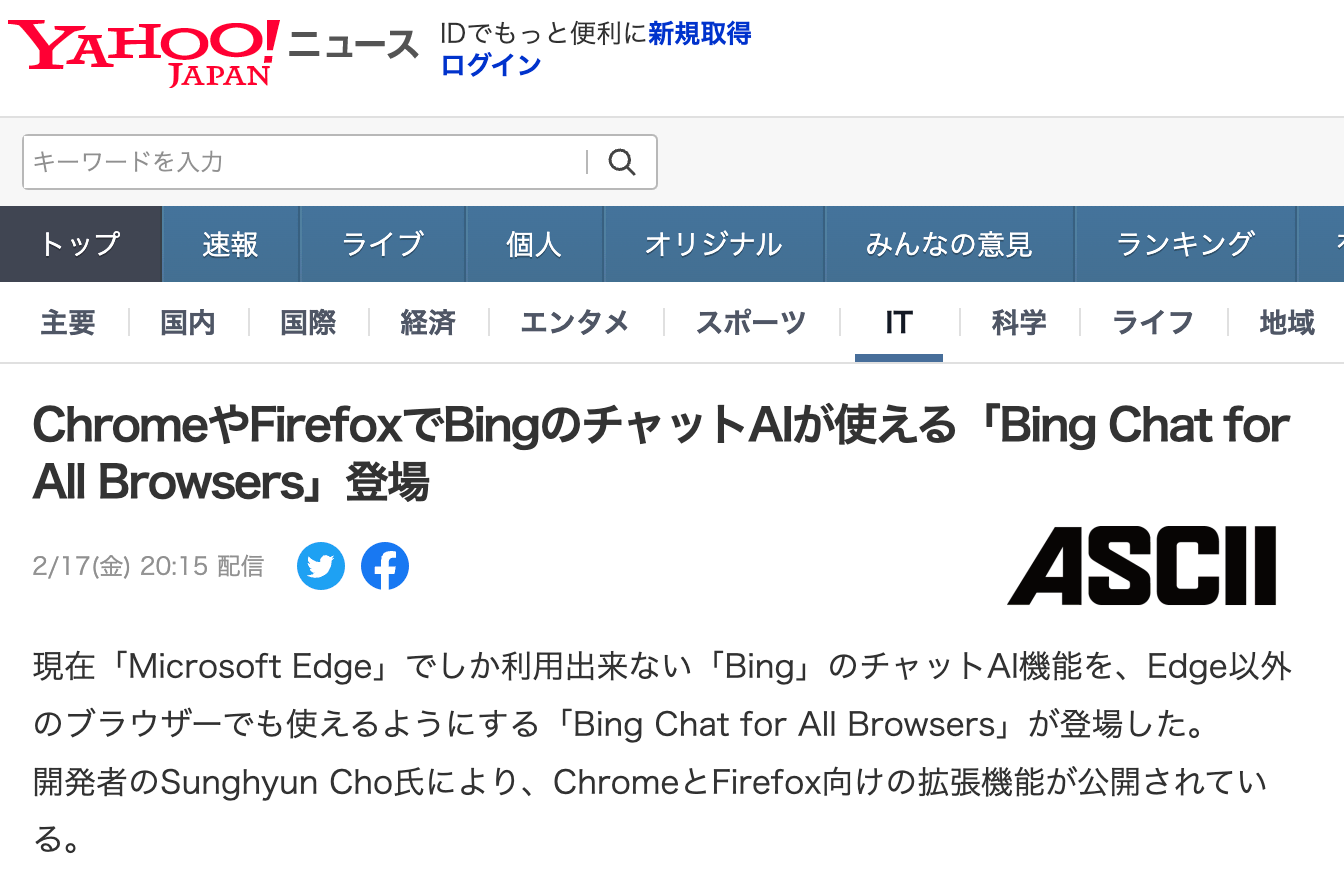 YAHOO! JAPAN ニュース
IDでもっと便利に新規取得
ログイン
キーワードを入力
トップ 速報 ライブ 個人 オリジナル みんなの意見 ランキング
主要 国内 国際 経済 エンタメ スポーツ IT 科学 ライフ 地域
ChromeやFirefoxでBingのチャットAIが使える「Bing Chat for
All Browsers」登場
2/17(金) 20:15 配信
ASCII
現在「Microsoft Edge」でしか利用出来ない「Bing」のチャットAI機能を、Edge以外
のブラウザーでも使えるようにする「Bing Chat for All Browsers」が登場した。
開発者のSunghyun Cho氏により、ChromeとFirefox向けの拡張機能が公開されてい
る。